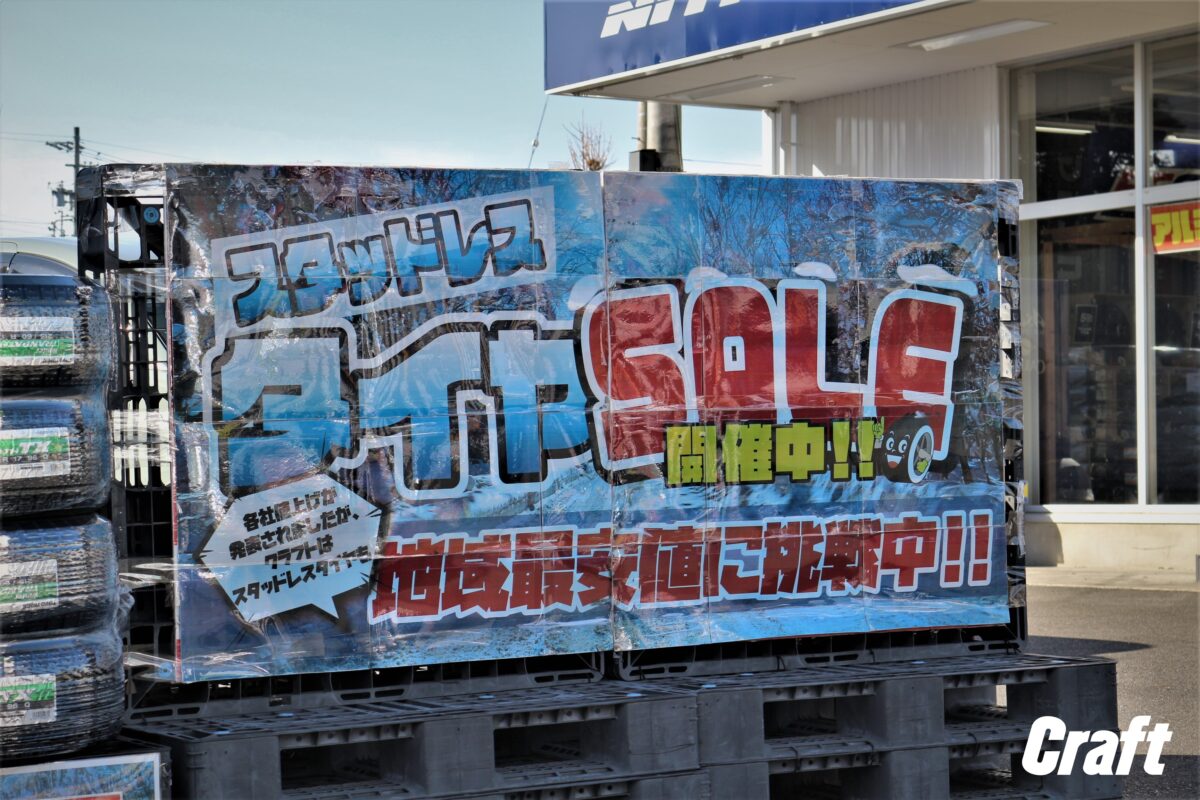 スタッドレス
タイヤSOLE
開催中!!
各社値上げが
発表されましたが、
クラフトは
スタッドレスタイヤも
地域最安値に挑戦中!!
Craft